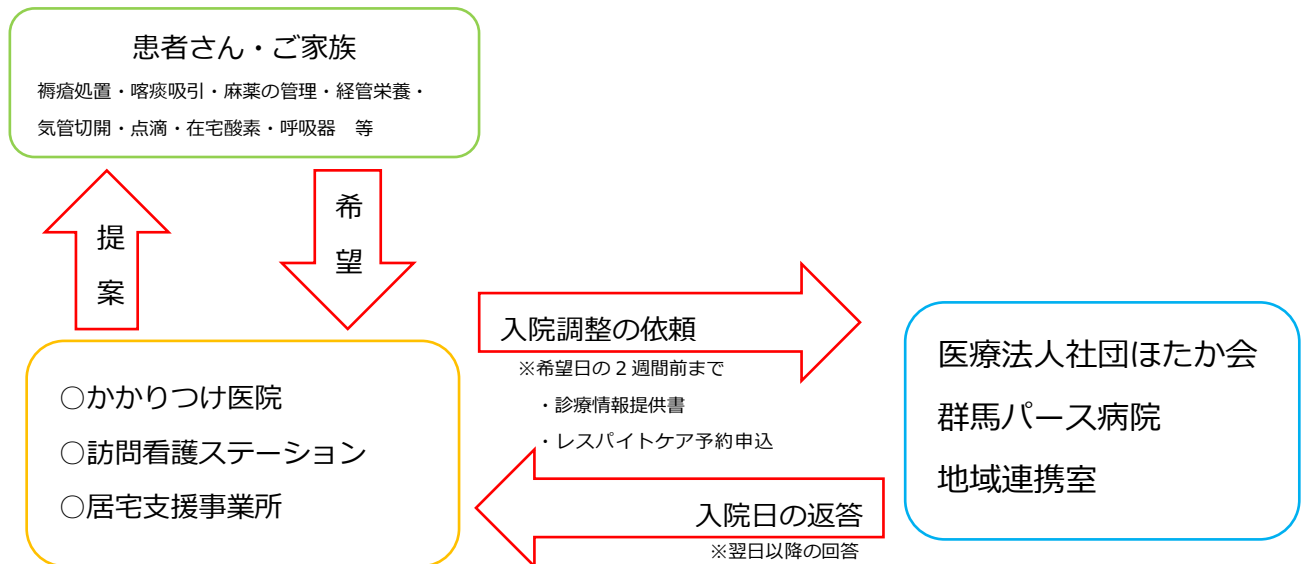 患者さん・ご家族
褥瘡処置・喀痰吸引・麻薬の管理・経管栄養・
気管切開・点滴・在宅酸素・呼吸器　等
提案
希望
○かかりつけ医院
○訪問看護ステーション
○居宅支援事業所
入院調整の依頼
※希望日の２週間前まで
・診療情報提供書
・レスパイトケア予約申込
入院日の返答
※翌日以降の回答
医療法人社団ほたか会
群馬パース病院
地域連携室